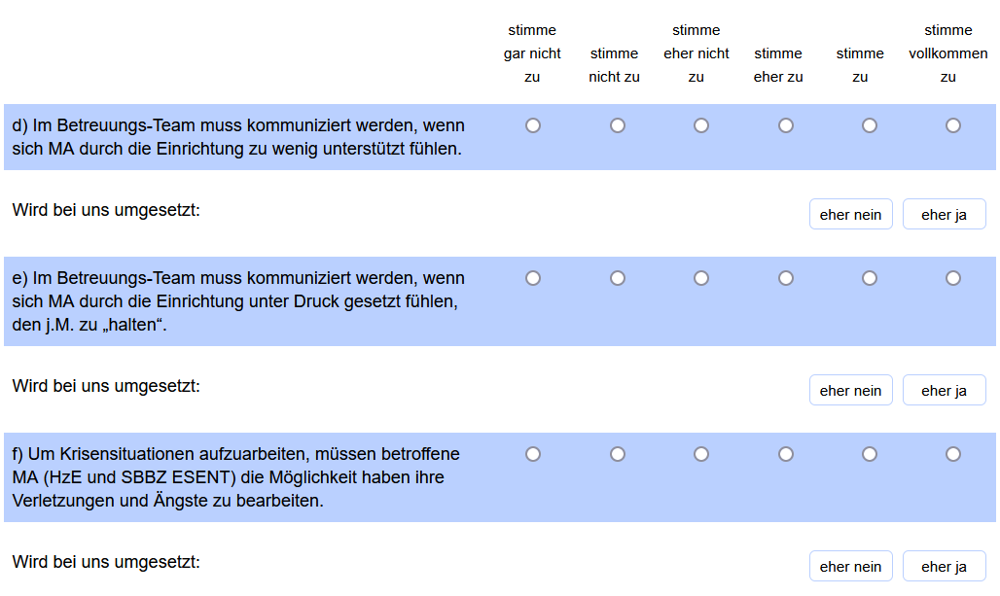 stimme gar nicht zu
stimme nicht zu
stimme eher nicht zu
stimme eher zu
stimme zu
stimme vollkommen zu
d) Im Betreuungs-Team muss kommuniziert werden, wenn
sich MA durch die Einrichtung zu wenig unterstützt fühlen.
Wird bei uns umgesetzt:
eher nein
eher ja
e) Im Betreuungs-Team muss kommuniziert werden, wenn
sich MA durch die Einrichtung unter Druck gesetzt fühlen,
den j.M. zu „halten“.
Wird bei uns umgesetzt:
eher nein
eher ja
f) Um Krisensituationen aufzuarbeiten, müssen betroffene
MA (HzE und SBBZ ESENT) die Möglichkeit haben ihre
Verletzungen und Ängste zu bearbeiten.
Wird bei uns umgesetzt:
eher nein
eher ja